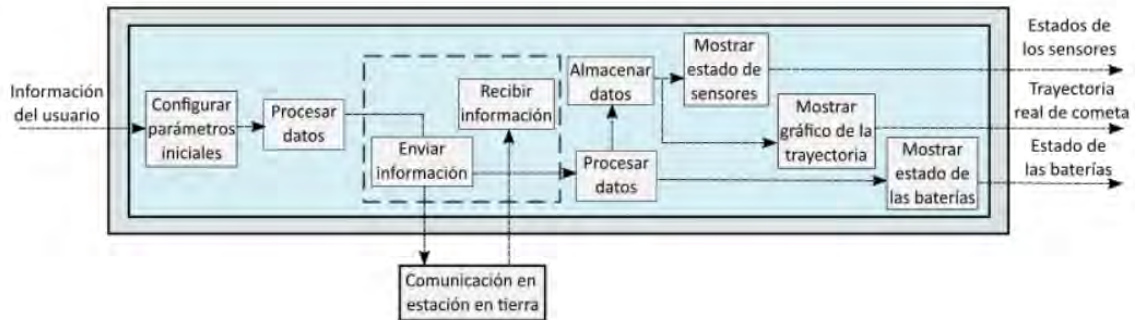 Información
del usuario
Configurar
parámetros
iniciales
Procesar
datos
Enviar
información
Recibir
información
Comunicación en
estación en tierra
Procesar
datos
Almacenar
datos
Mostrar
estado de
sensores
Mostrar
gráfico de la
trayectoria
Mostrar
estado de
las baterías
Estados de
los sensores
Trayectoria
real de cometa
Estado de
las baterías